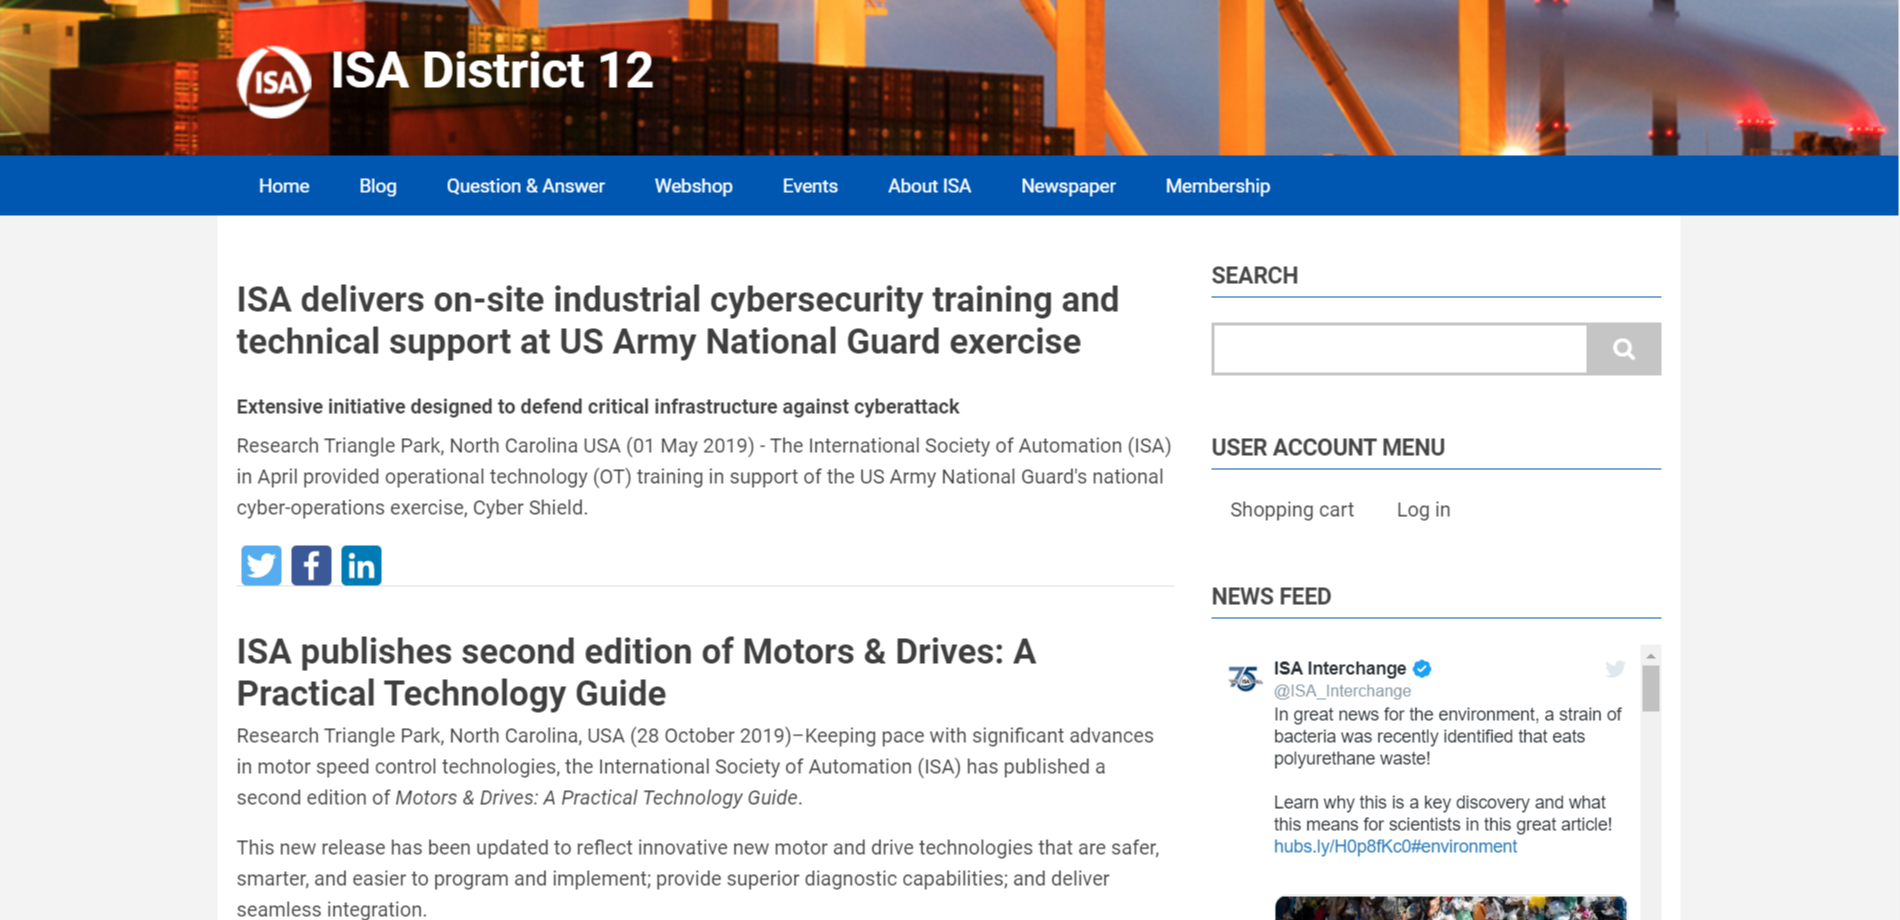 ISA
ISA District 12
Home Blog Question & Answer Webshop Events About ISA Newspaper Membership
ISA delivers on-site industrial cybersecurity training and
technical support at US Army National Guard exercise
Extensive initiative designed to defend critical infrastructure against cyberattack
Research Triangle Park, North Carolina USA (01 May 2019) - The International Society of Automation (ISA)
in April provided operational technology (OT) training in support of the US Army National Guard's national
cyber-operations exercise, Cyber Shield.
f
in
ISA publishes second edition of Motors & Drives: A
Practical Technology Guide
Research Triangle Park, North Carolina, USA (28 October 2019)–Keeping pace with significant advances
in motor speed control technologies, the International Society of Automation (ISA) has published a
second edition of Motors & Drives: A Practical Technology Guide.
This new release has been updated to reflect innovative new motor and drive technologies that are safer,
smarter, and easier to program and implement; provide superior diagnostic capabilities; and deliver
seamless integration.
SEARCH
USER ACCOUNT MENU
Shopping cart Log in
NEWS FEED
75
ISA Interchange
@ISA_Interchange
In great news for the environment, a strain of
bacteria was recently identified that eats
polyurethane waste!
Learn why this is a key discovery and what
this means for scientists in this great article!
hubs.ly/H0p8fKc0#environment